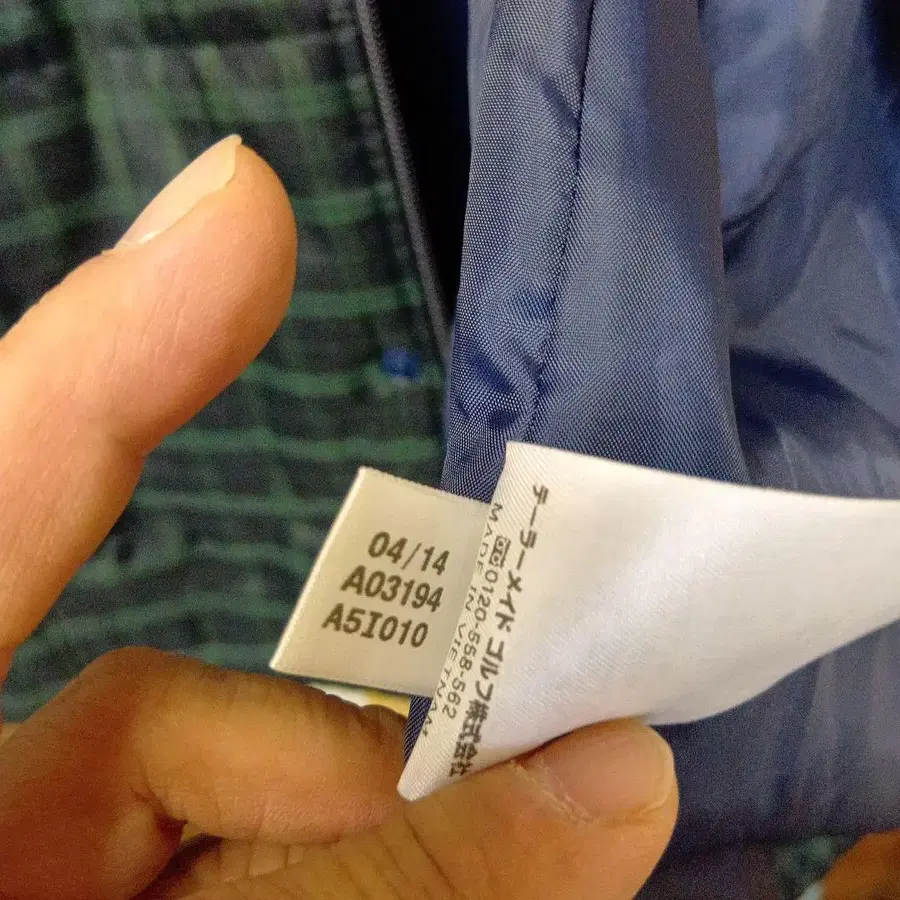 04/14
A03194
A5I010
テーラーメイド ゴルフ株式会社
0120-558-562
MADE IN VIETNAM